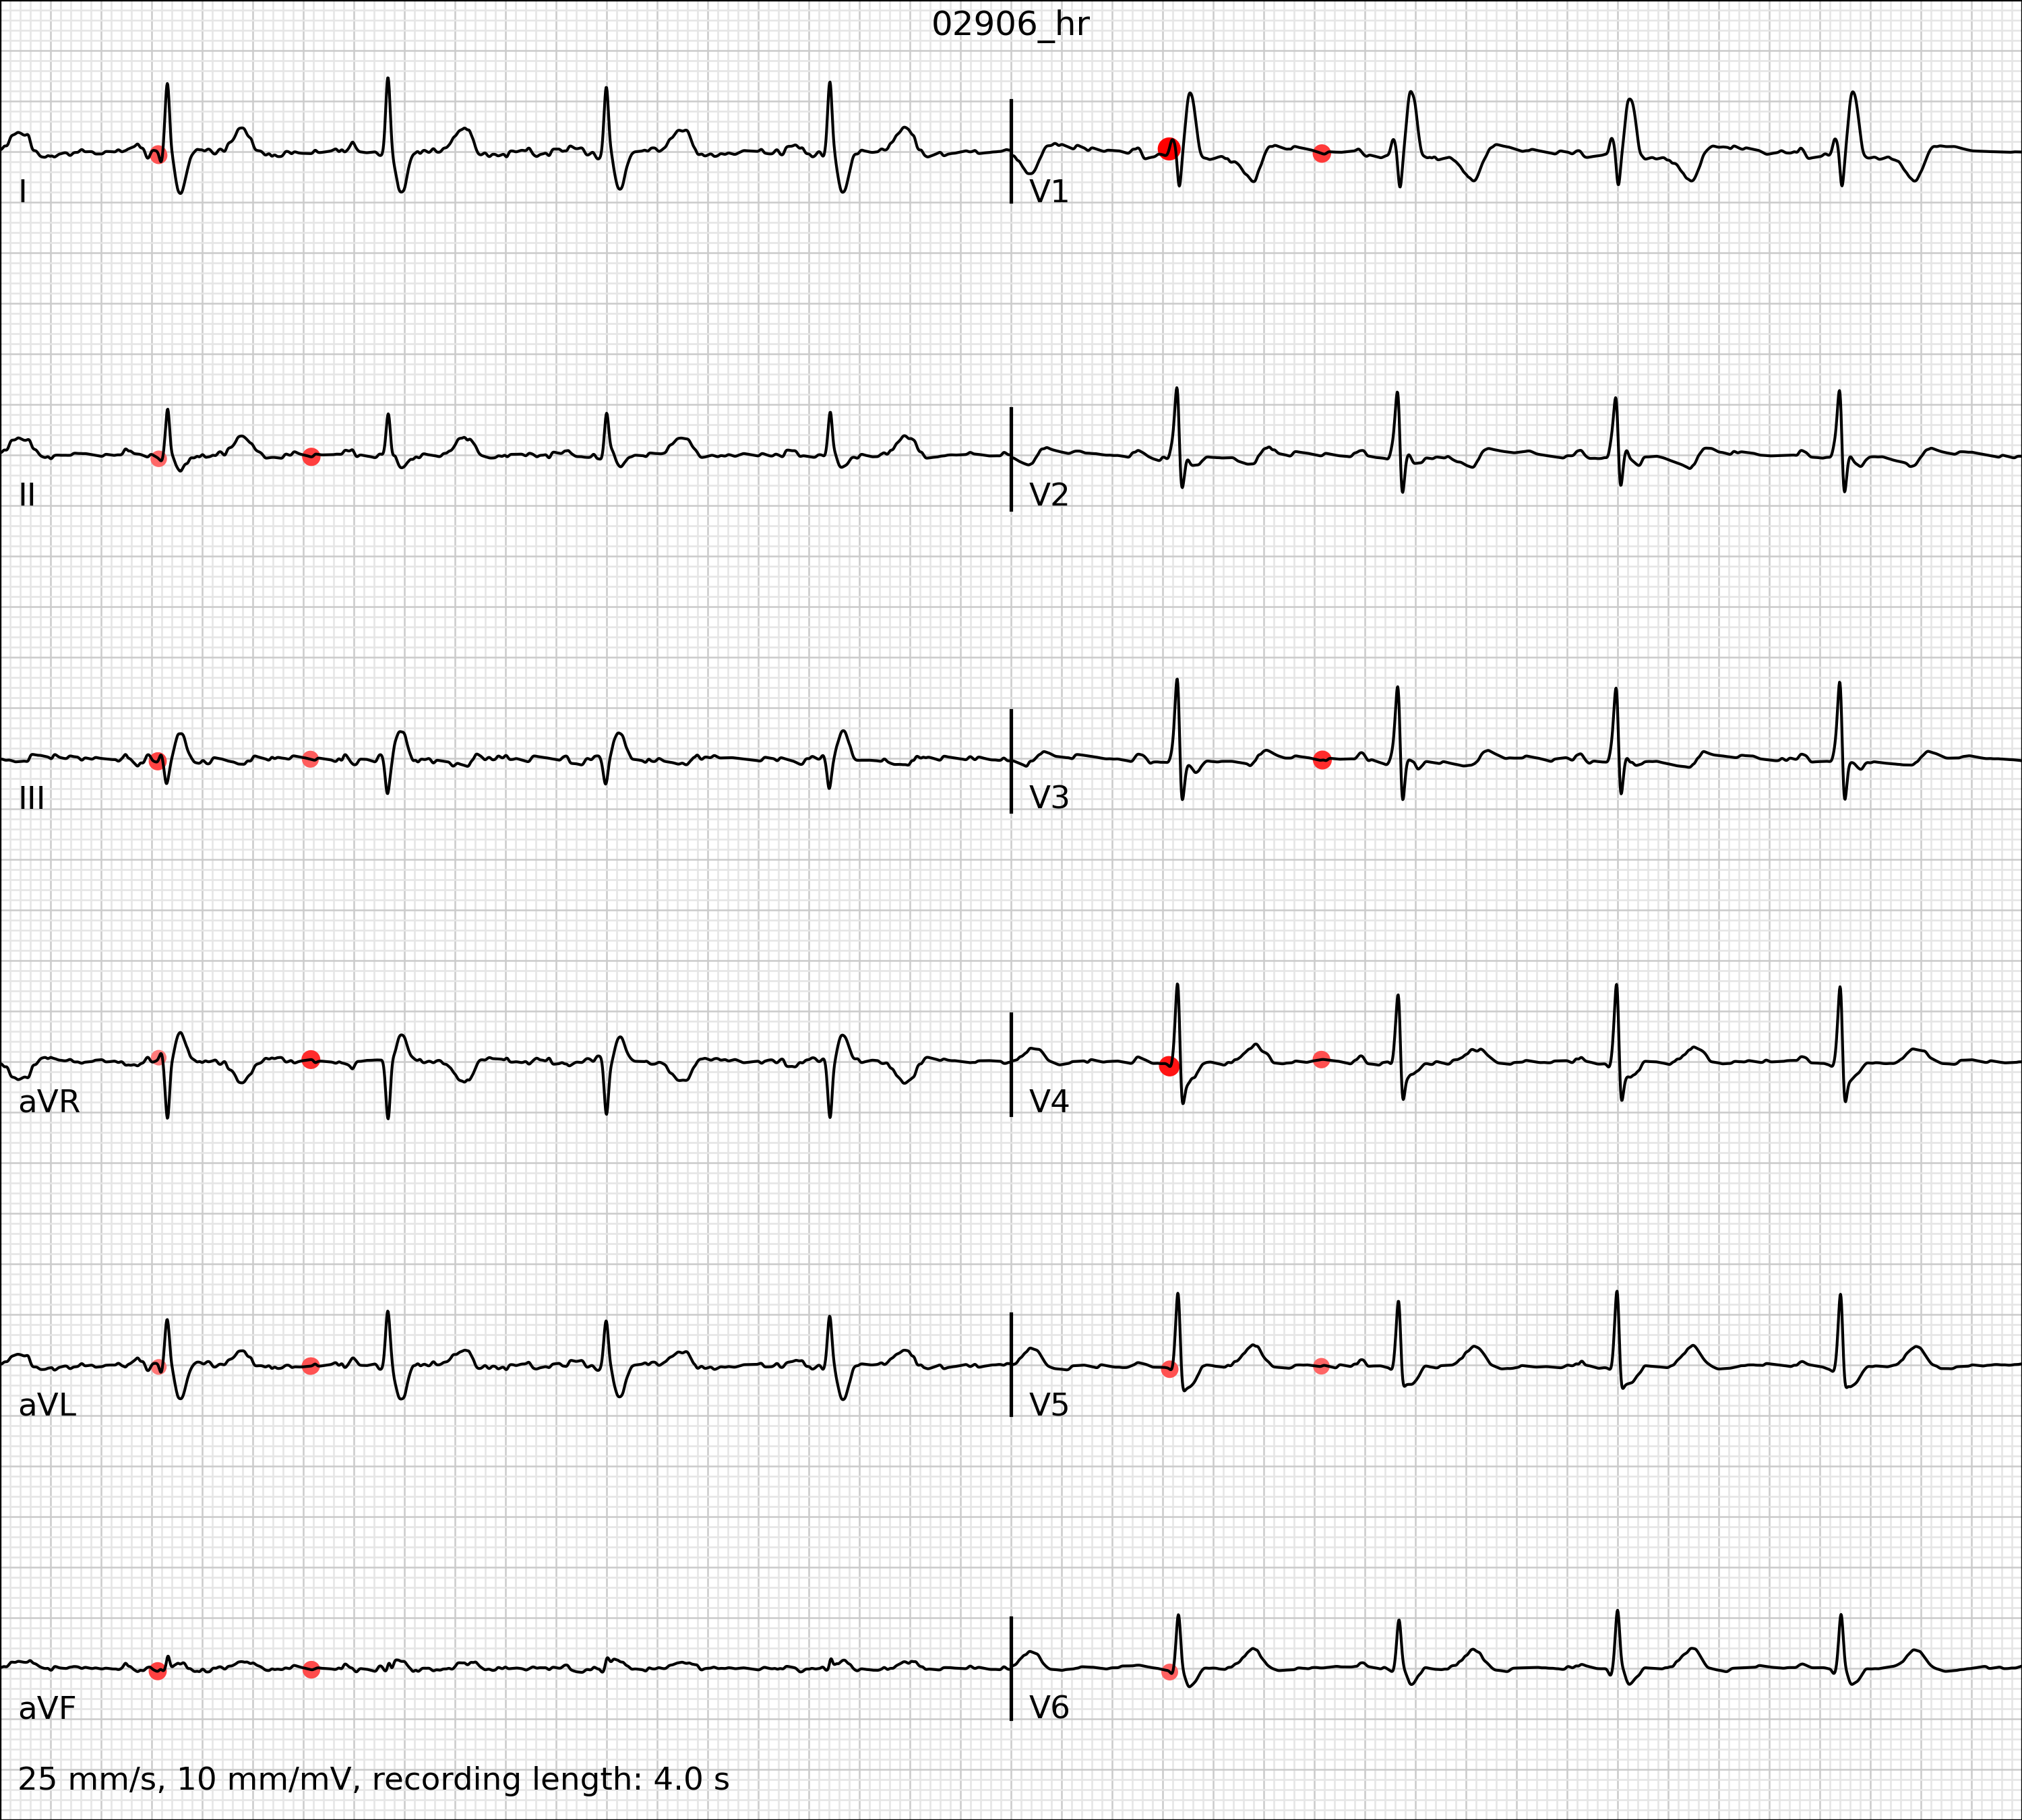 02906_hr
I
V1
II
V2
III
V3
aVR
V4
aVL
V5
aVF
V6
25 mm/s, 10 mm/mV, recording length: 4.0 s